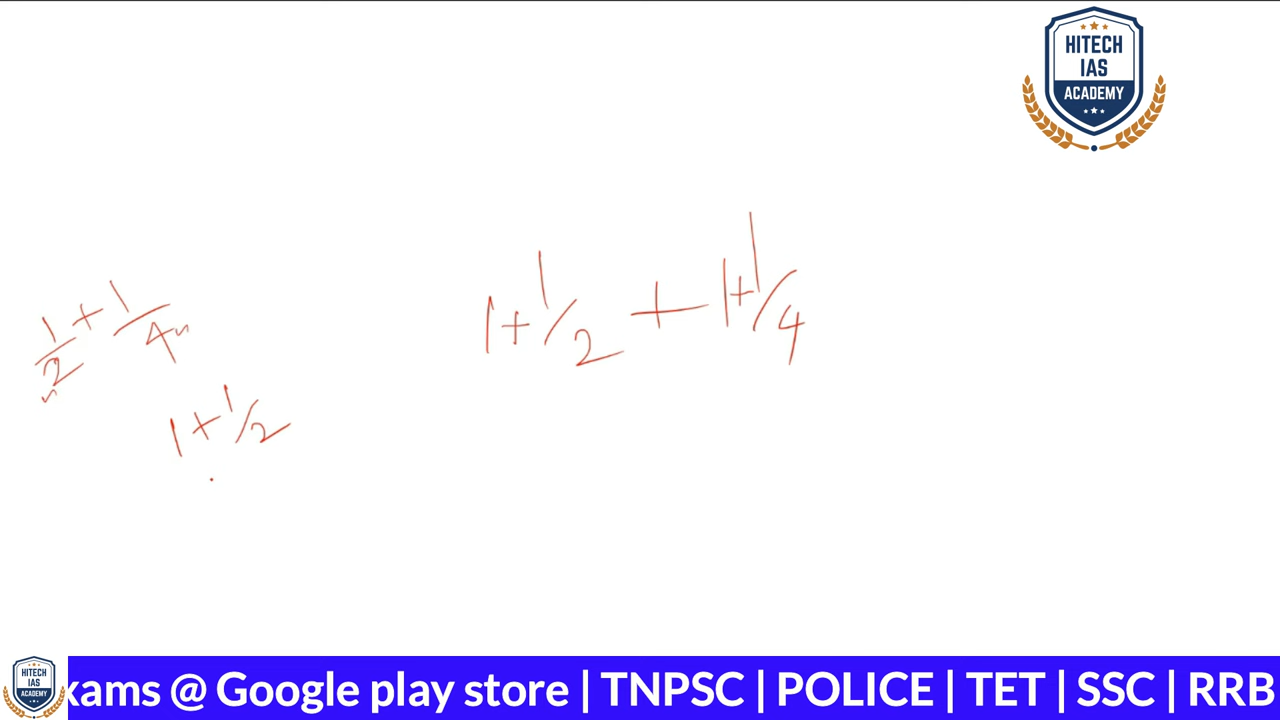 HITECH
IAS
ACADEMY
1+1/2 + 1+1/4
1/2 + 1/4
1+1/2
HITECH
IAS
ACADEMY
xams @ Google play store | TNPSC | POLICE | TET | SSC | RRB